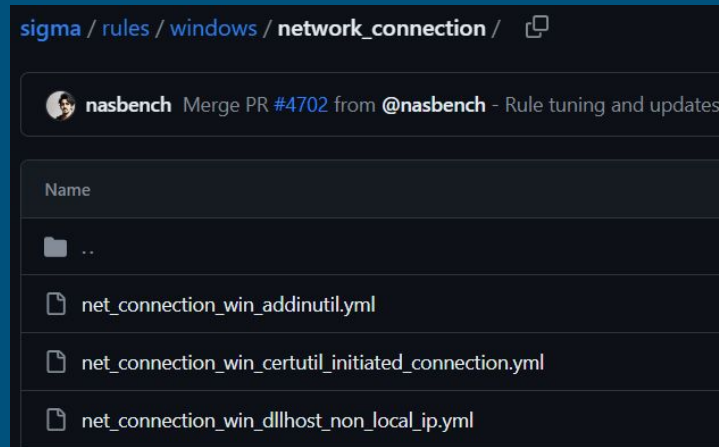 sigma / rules / windows / network_connection /
nasbench Merge PR #4702 from @nasbench - Rule tuning and updates
Name
..
net_connection_win_addinutil.yml
net_connection_win_certutil_initiated_connection.yml
net_connection_win_dllhost_non_local_ip.yml